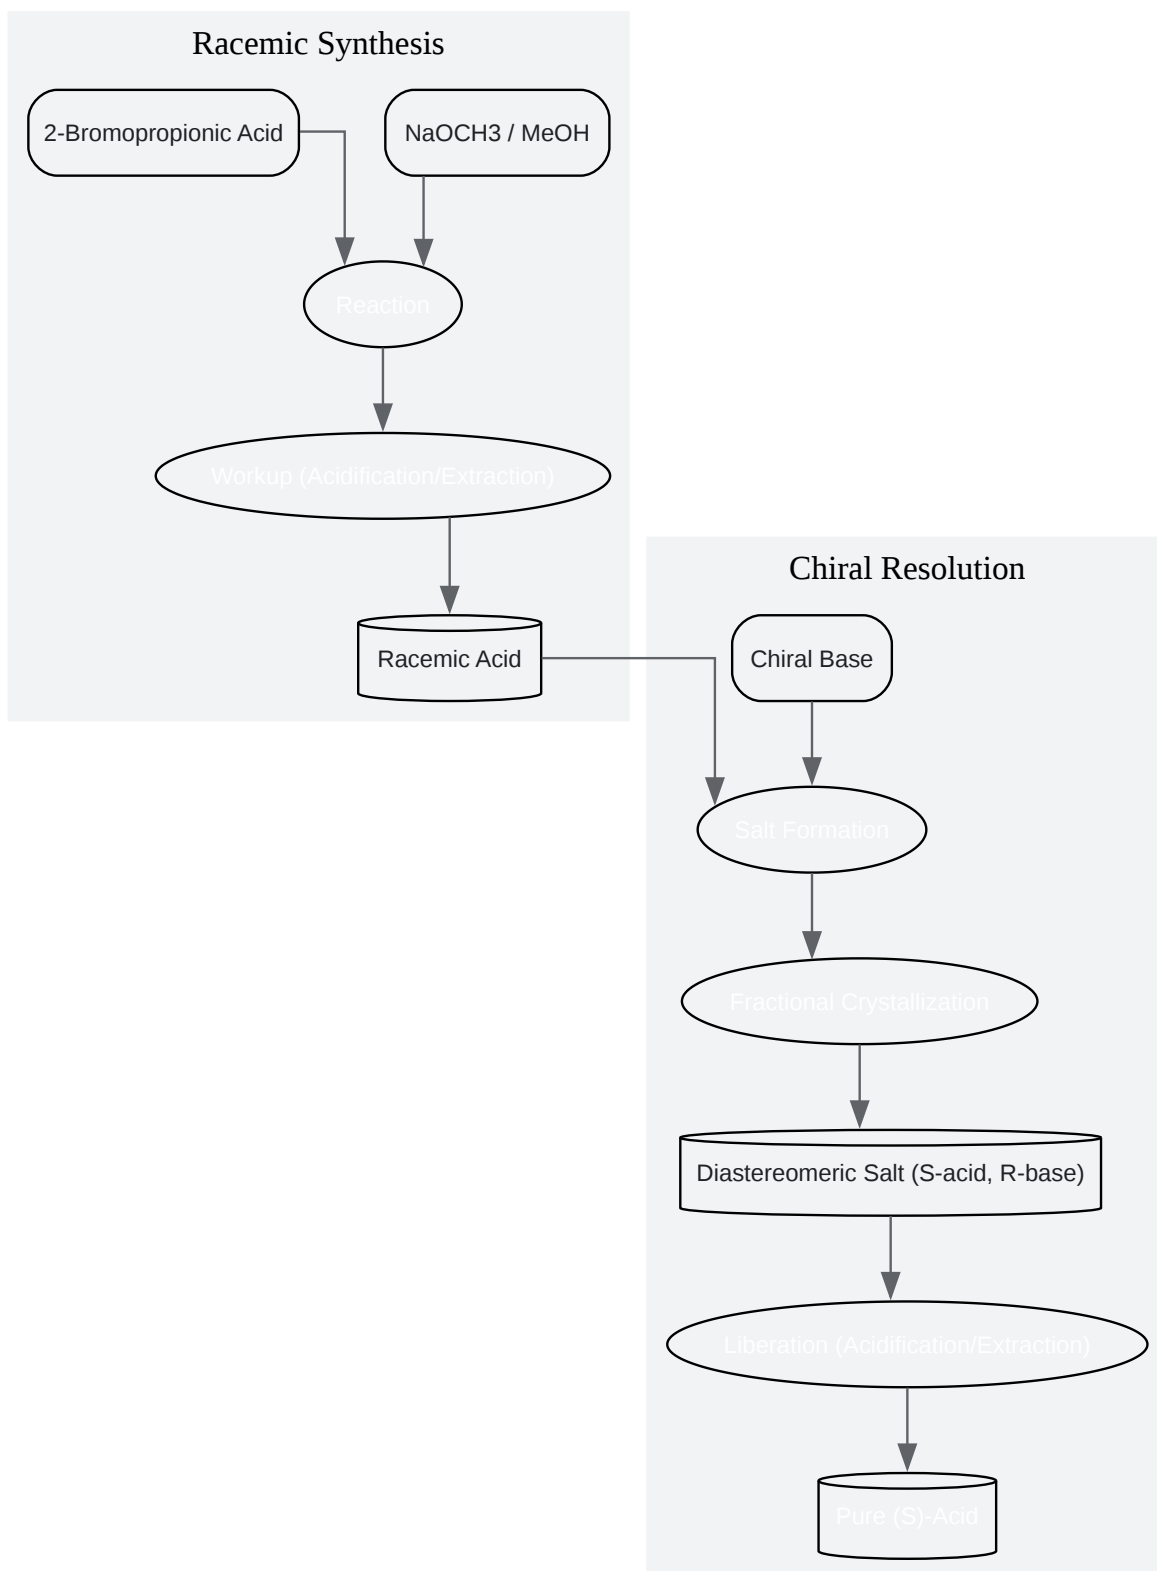 Racemic Synthesis
2-Bromopropionic Acid
NaOCH3 / MeOH
Reaction
Workup (Acidification/Extraction)
Racemic Acid
Chiral Resolution
Chiral Base
Salt Formation
Fractional Crystallization
Diastereomeric Salt (S-acid, R-base)
Liberation (Acidification/Extraction)
Pure (S)-Acid